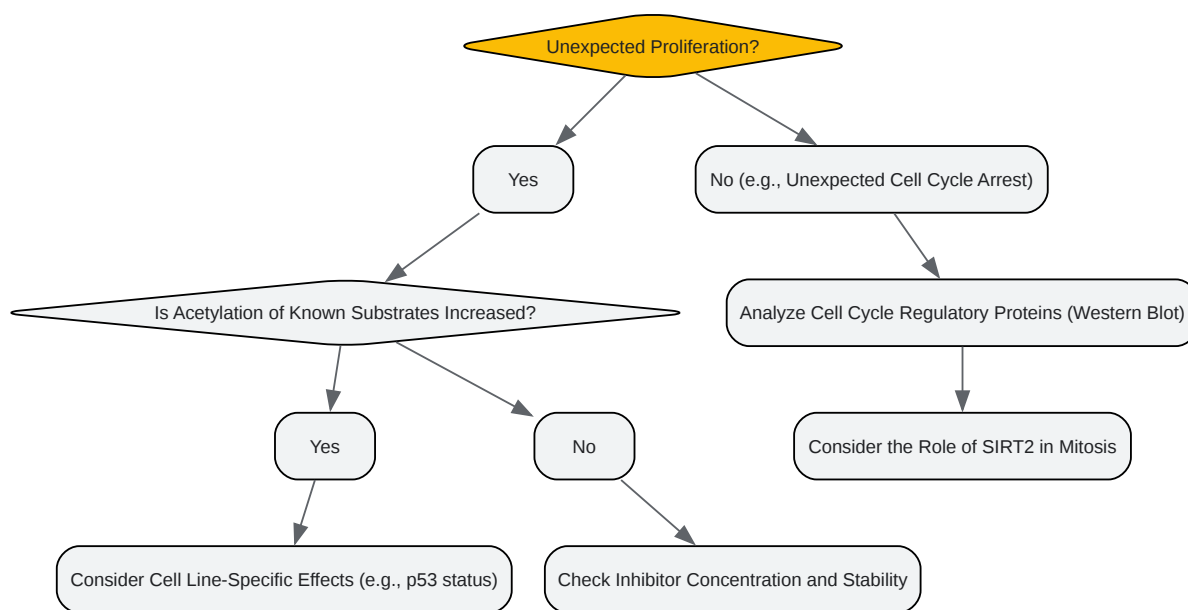 Unexpected Proliferation?
Yes
No (e.g., Unexpected Cell Cycle Arrest)
Is Acetylation of Known Substrates Increased?
Analyze Cell Cycle Regulatory Proteins (Western Blot)
Yes
No
Consider the Role of SIRT2 in Mitosis
Consider Cell Line-Specific Effects (e.g., p53 status)
Check Inhibitor Concentration and Stability